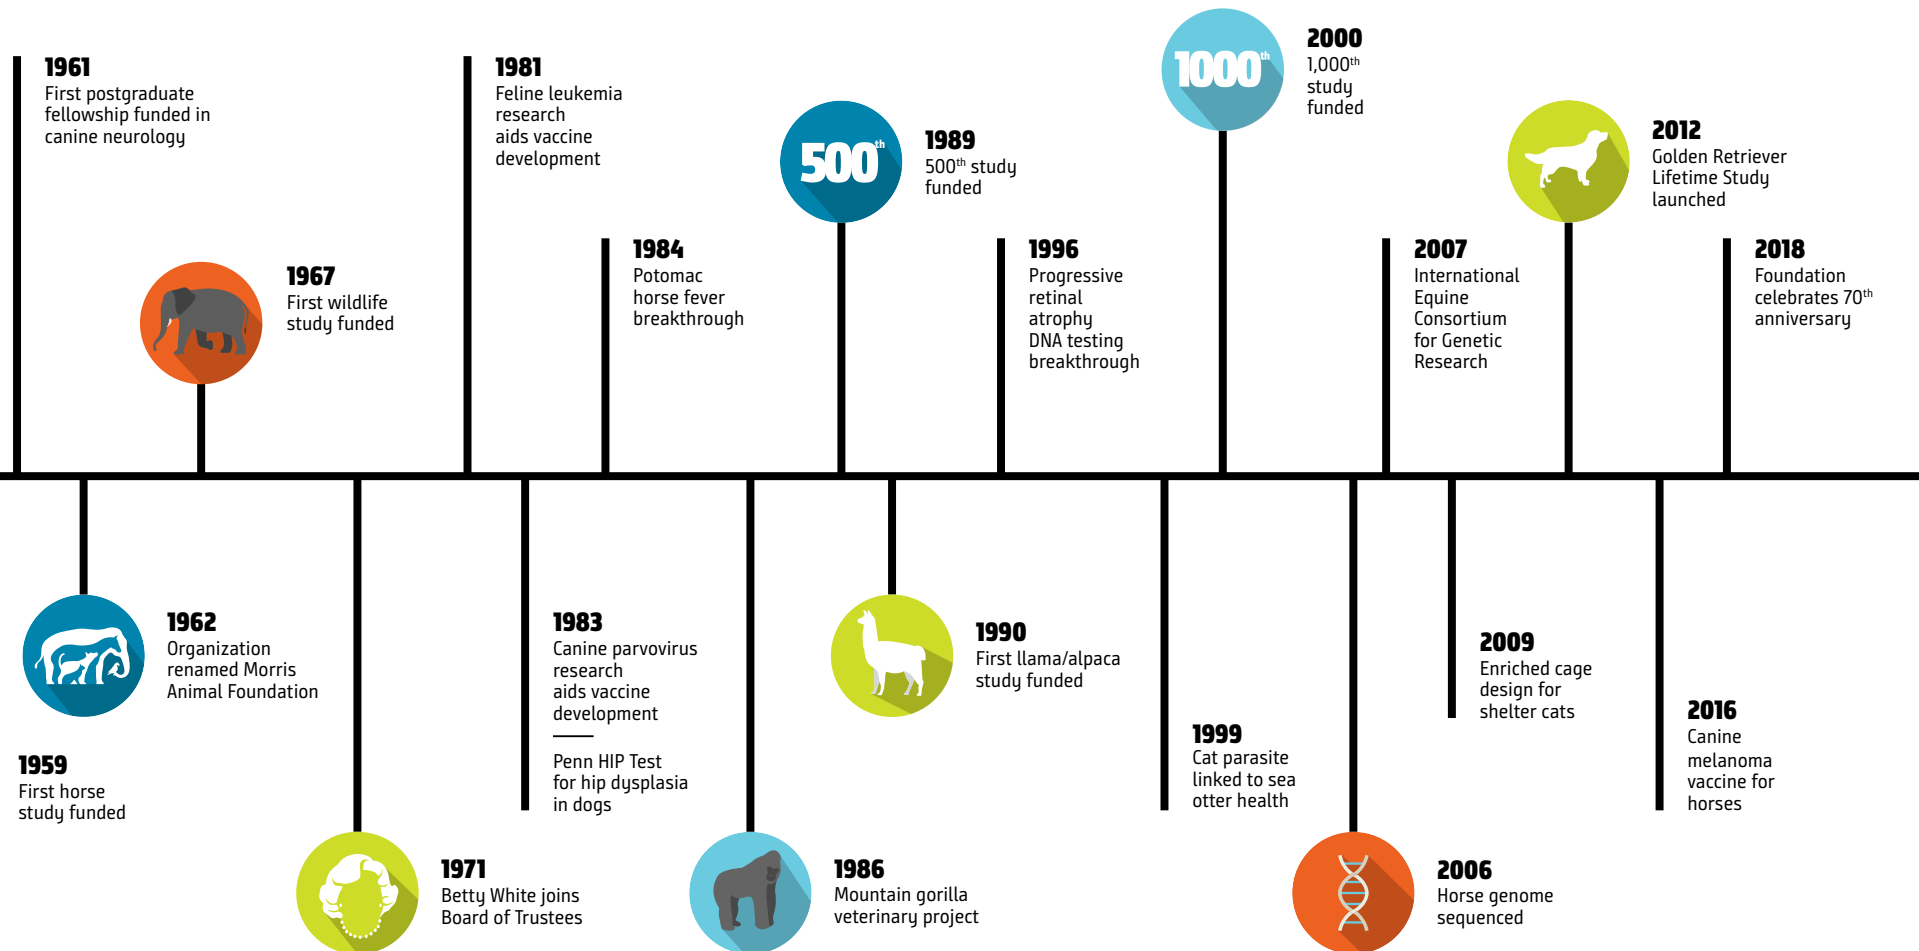 1961
First postgraduate
fellowship funded in
canine neurology
1967
First wildlife
study funded
1981
Feline leukemia
research
aids vaccine
development
1984
Potomac
horse fever
breakthrough
500th
1989
500th study
funded
1996
Progressive
retinal
atrophy
DNA testing
breakthrough
1000th
2000
1,000th
study
funded
2007
International
Equine
Consortium
for Genetic
Research
2012
Golden Retriever
Lifetime Study
launched
2018
Foundation
celebrates 70th
anniversary
1959
First horse
study funded
1962
Organization
renamed Morris
Animal Foundation
1971
Betty White joins
Board of Trustees
1983
Canine parvovirus
research
aids vaccine
development
Penn HIP Test
for hip dysplasia
in dogs
1986
Mountain gorilla
veterinary project
1990
First llama/alpaca
study funded
1999
Cat parasite
linked to sea
otter health
2006
Horse genome
sequenced
2009
Enriched cage
design for
shelter cats
2016
Canine
melanoma
vaccine for
horses